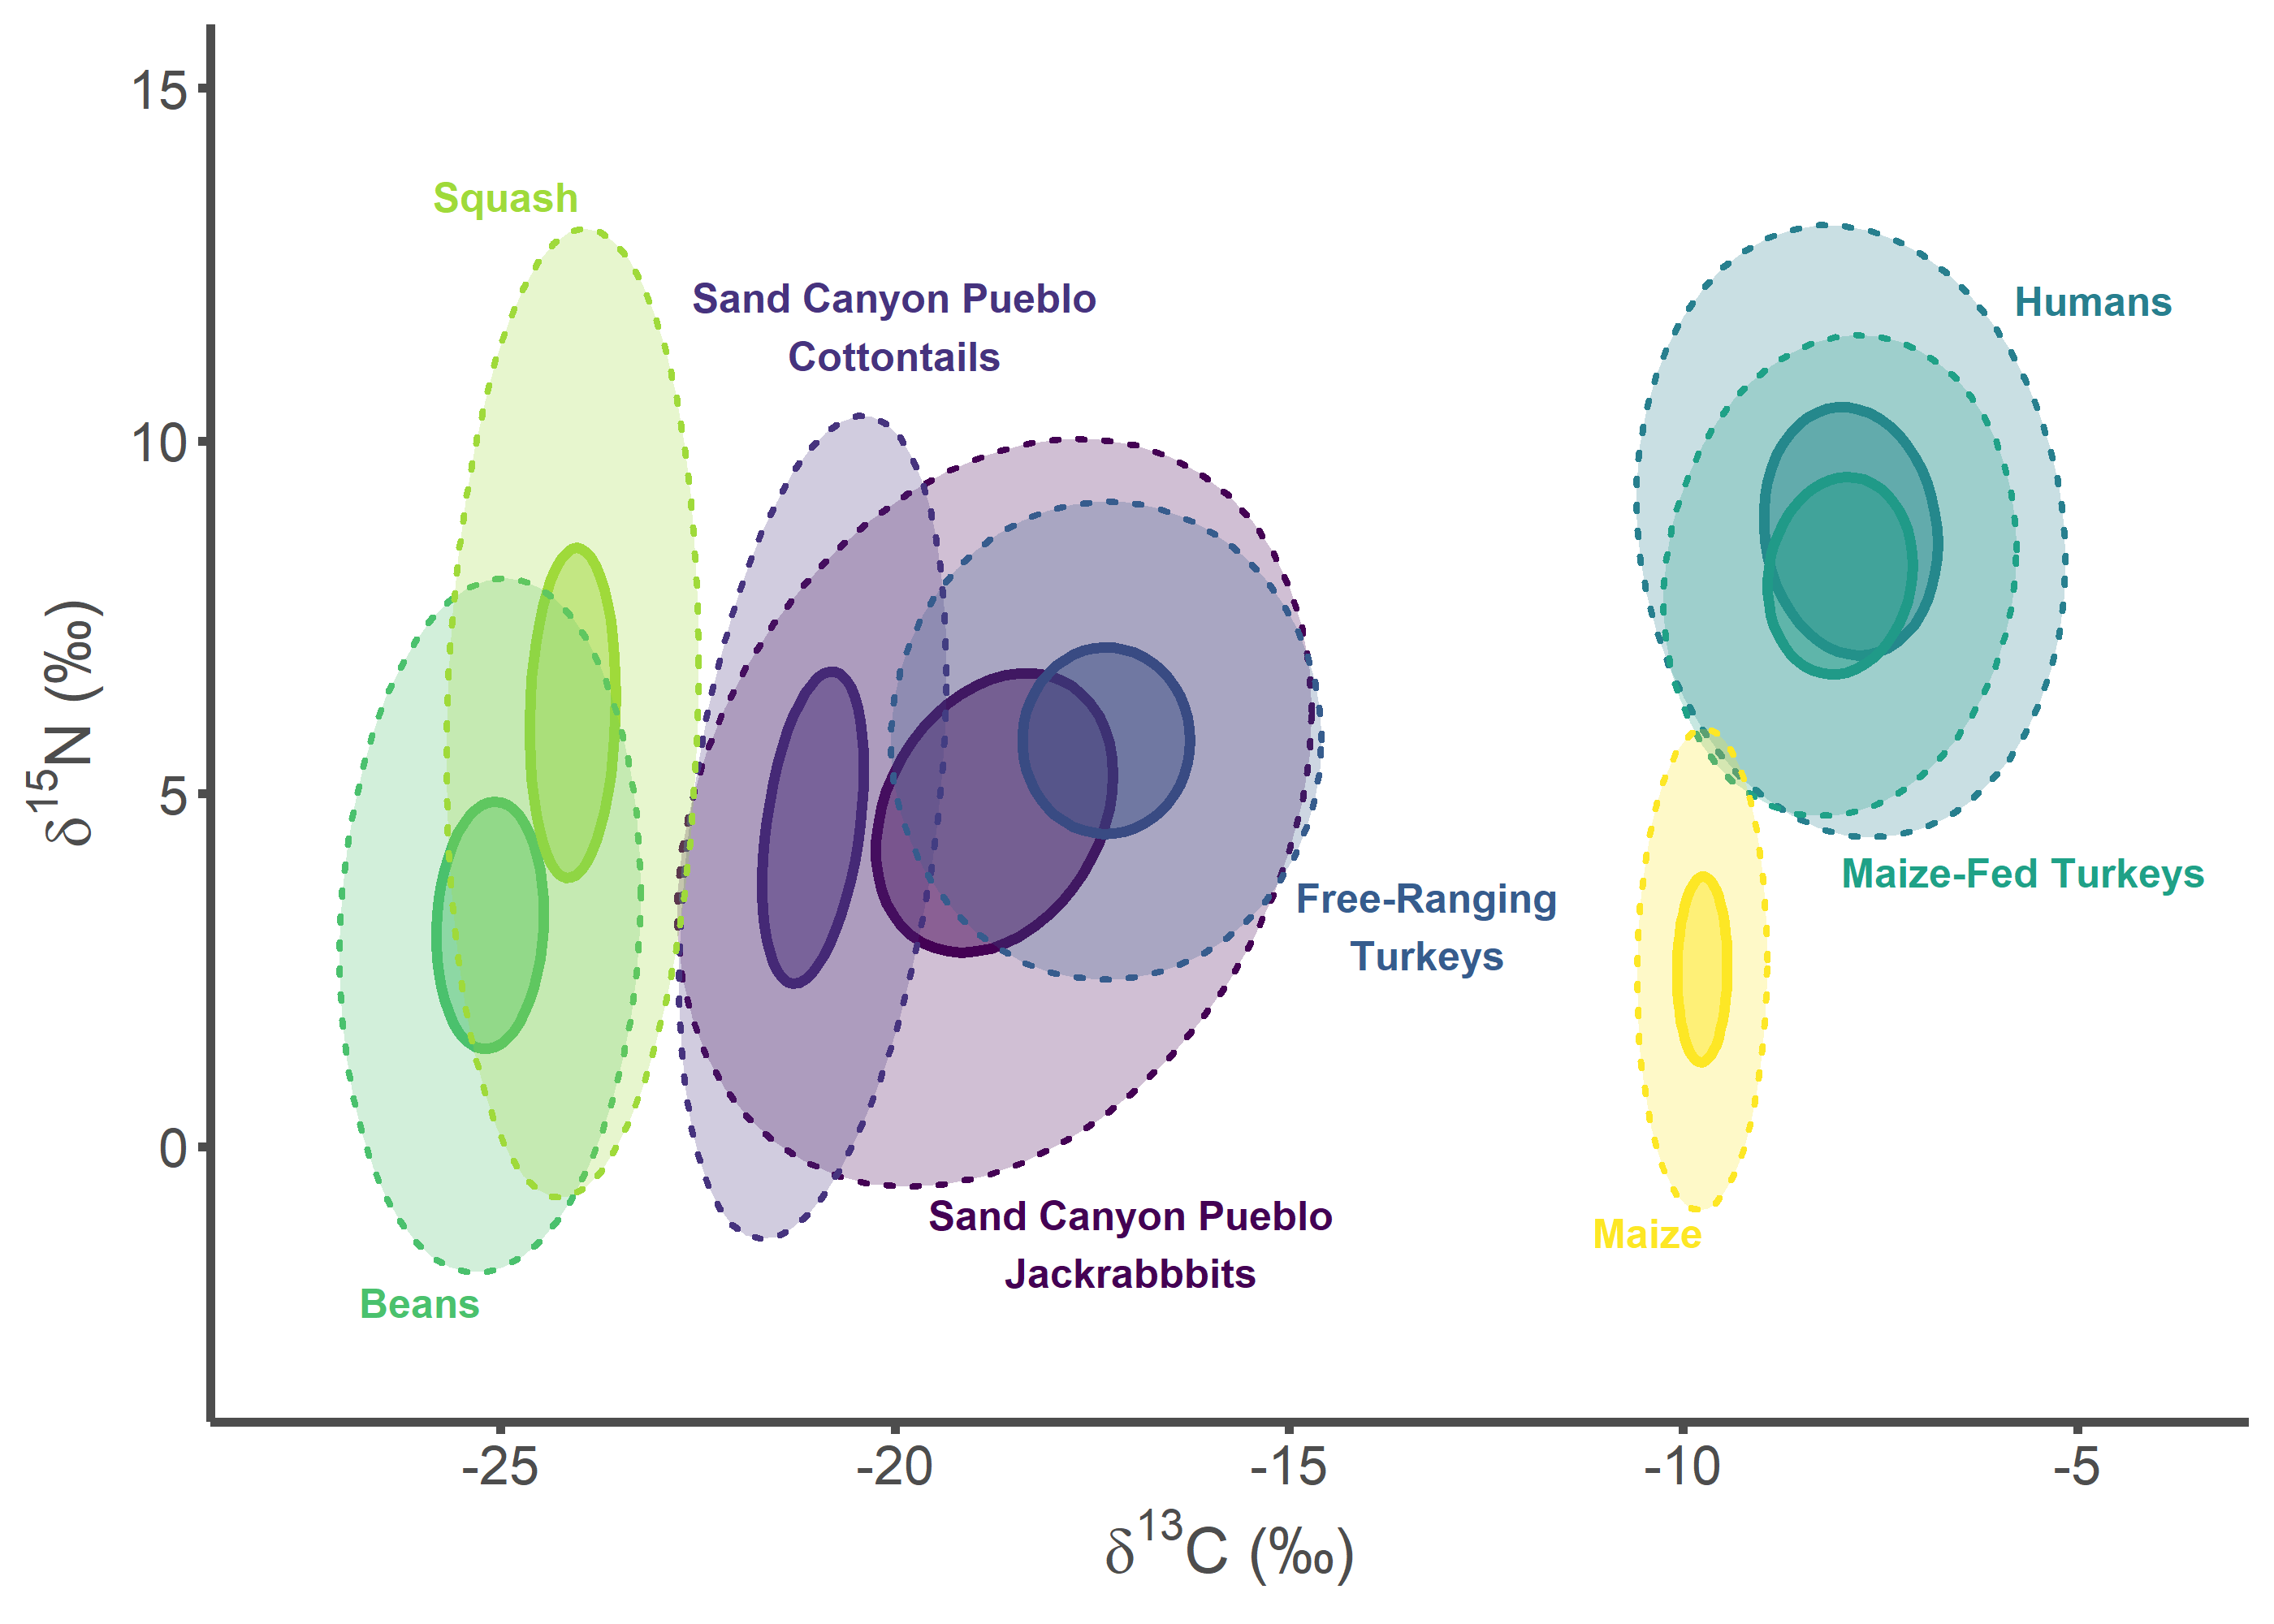 15
10
5
0
δ15N (‰)
Squash
Sand Canyon Pueblo
Cottontails
Humans
Maize-Fed Turkeys
Free-Ranging
Turkeys
Sand Canyon Pueblo
Jackrabbbits
Maize
Beans
-25
-20
-15
-10
-5
δ13C (‰)